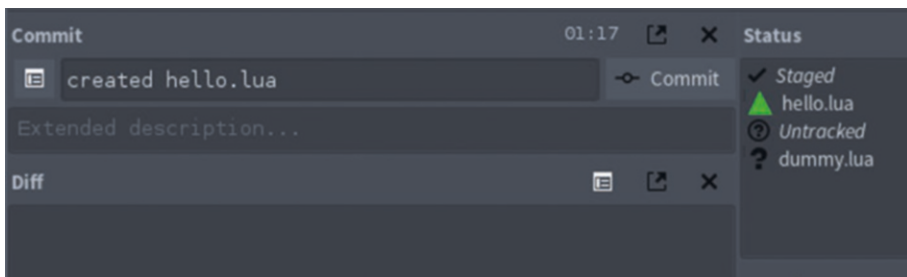 Commit 01:17
created hello.lua Commit
Extended description...
Diff
Status
Staged
hello.lua
Untracked
dummy.lua